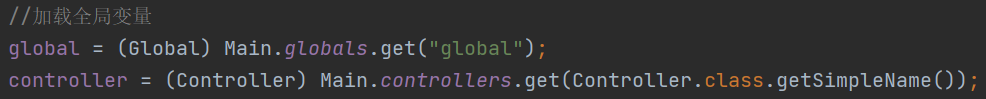 //加载全局变量
global = (Global) Main.globals.get("global");
controller = (Controller) Main.controllers.get(Controller.class.getSimpleName());